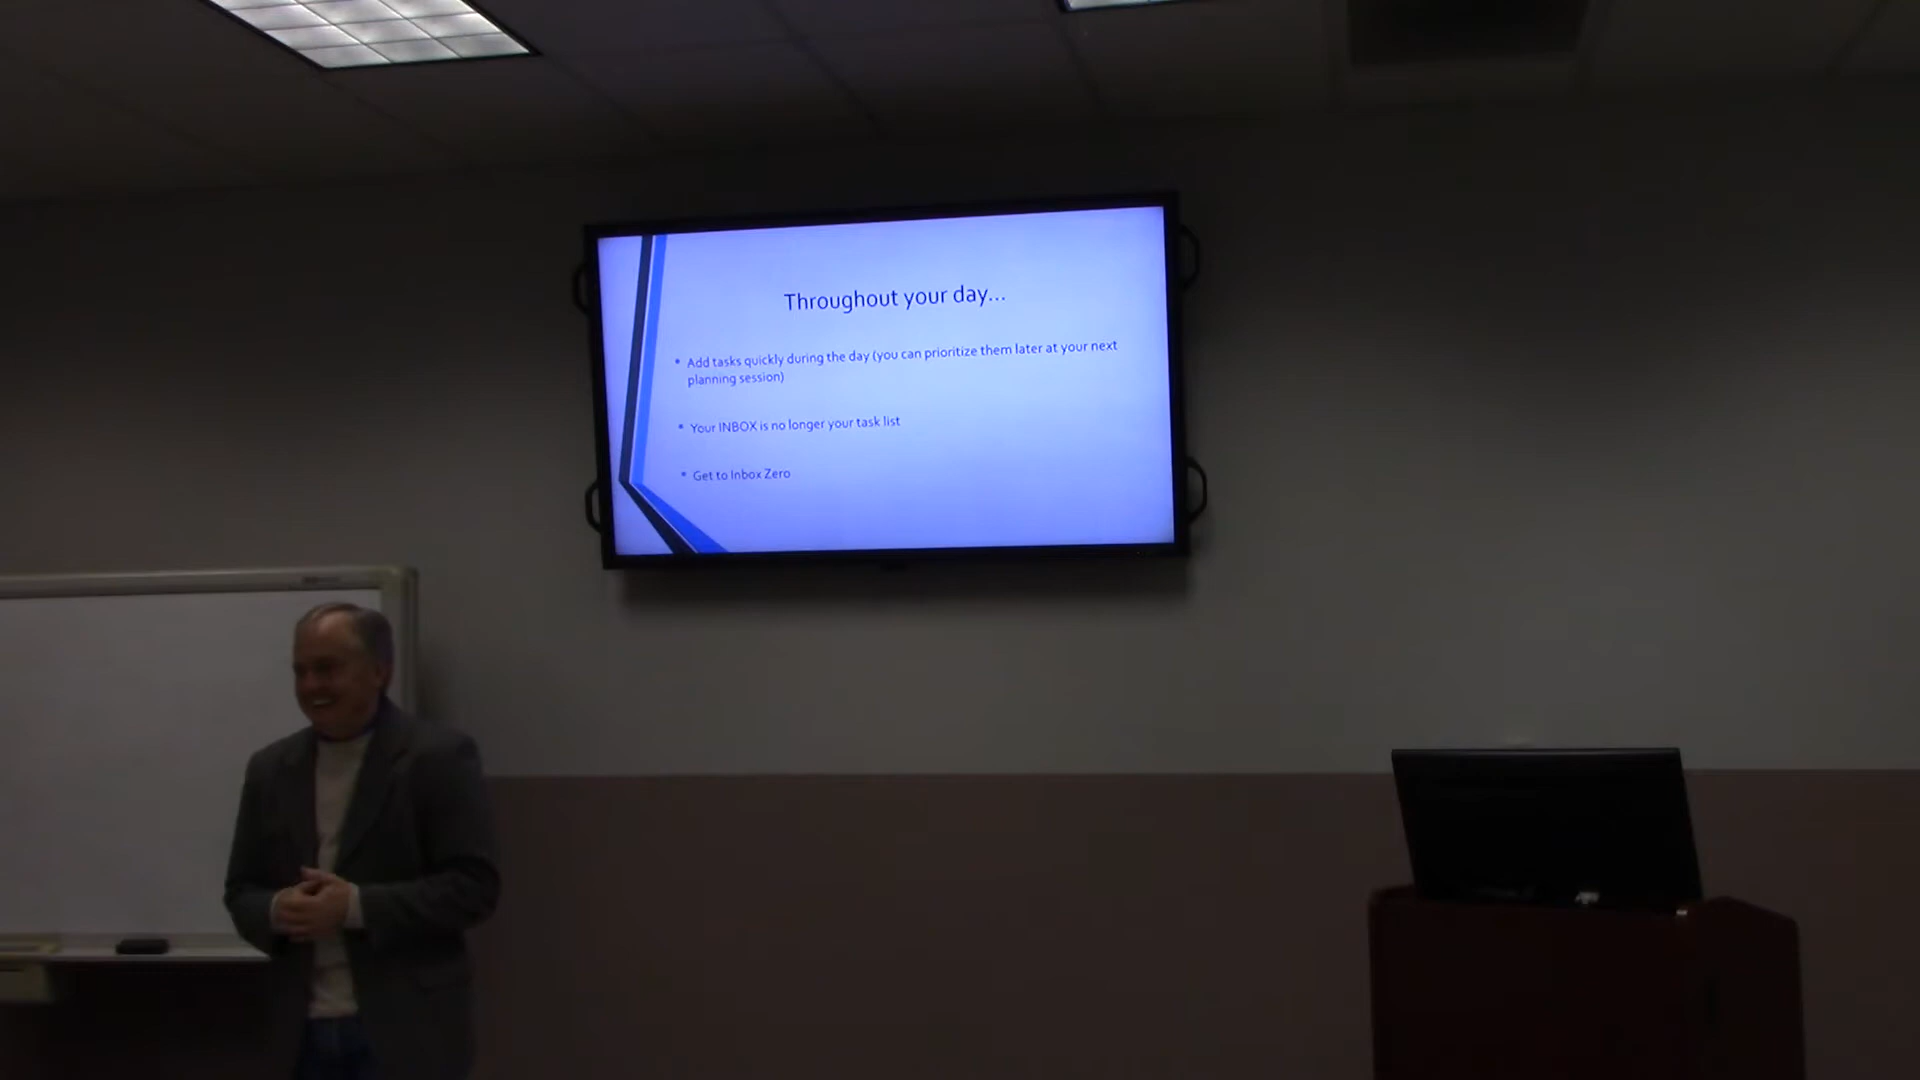 Throughout your day...
* Add tasks quickly during the day (you can prioritize them later at your next
planning session)
* Your INBOX is no longer your task list
* Get to Inbox Zero